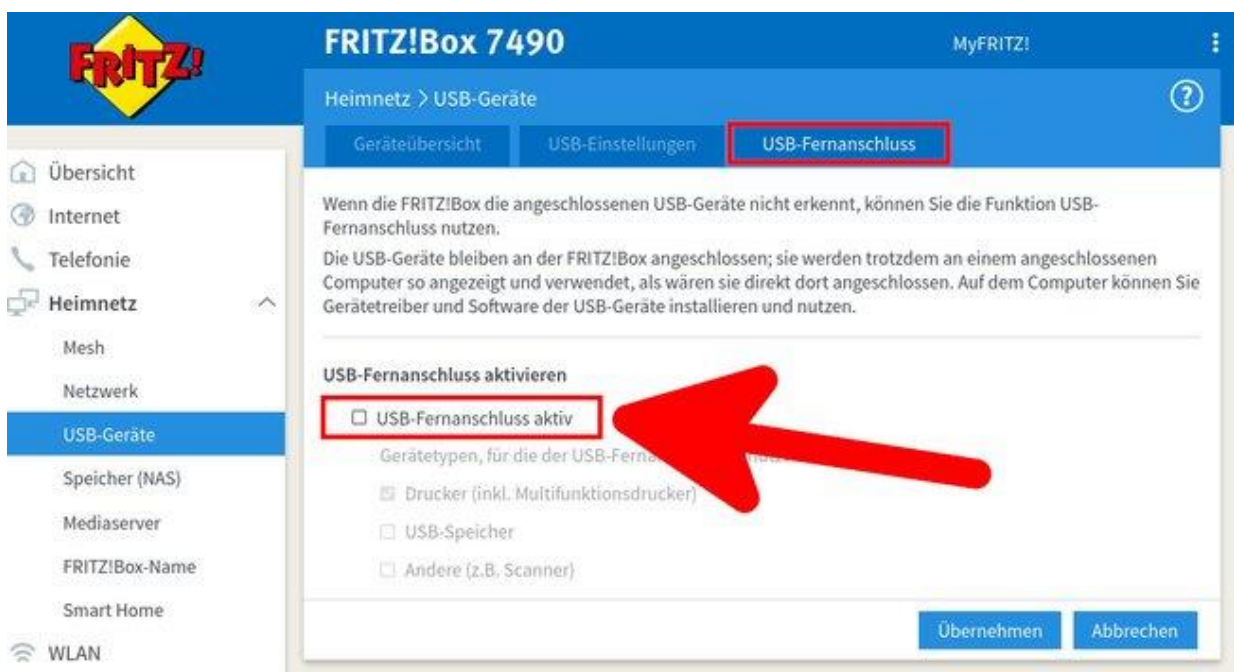 FRITZ!
FRITZ!Box 7490
MyFRITZ!
Heimnetz > USB-Geräte
?
Geräteübersicht
USB-Einstellungen
USB-Fernanschluss
Übersicht
Internet
Telefonie
Heimnetz
Mesh
Netzwerk
USB-Geräte
Speicher (NAS)
Mediaserver
FRITZ!Box-Name
Smart Home
WLAN
Wenn die FRITZ!Box die angeschlossenen USB-Geräte nicht erkennt, können Sie die Funktion USB-
Fernanschluss nutzen.
Die USB-Geräte bleiben an der FRITZ!Box angeschlossen; sie werden trotzdem an einem angeschlossenen
Computer so angezeigt und verwendet, als wären sie direkt dort angeschlossen. Auf dem Computer können Sie
Gerätetreiber und Software der USB-Geräte installieren und nutzen.
USB-Fernanschluss aktivieren
USB-Fernanschluss aktiv
Gerätetypen, für die der
Drucker (inkl. Multifunktionsdrucker)
USB-Speicher
Andere (z.B. Scanner)
Übernehmen
Abbrechen